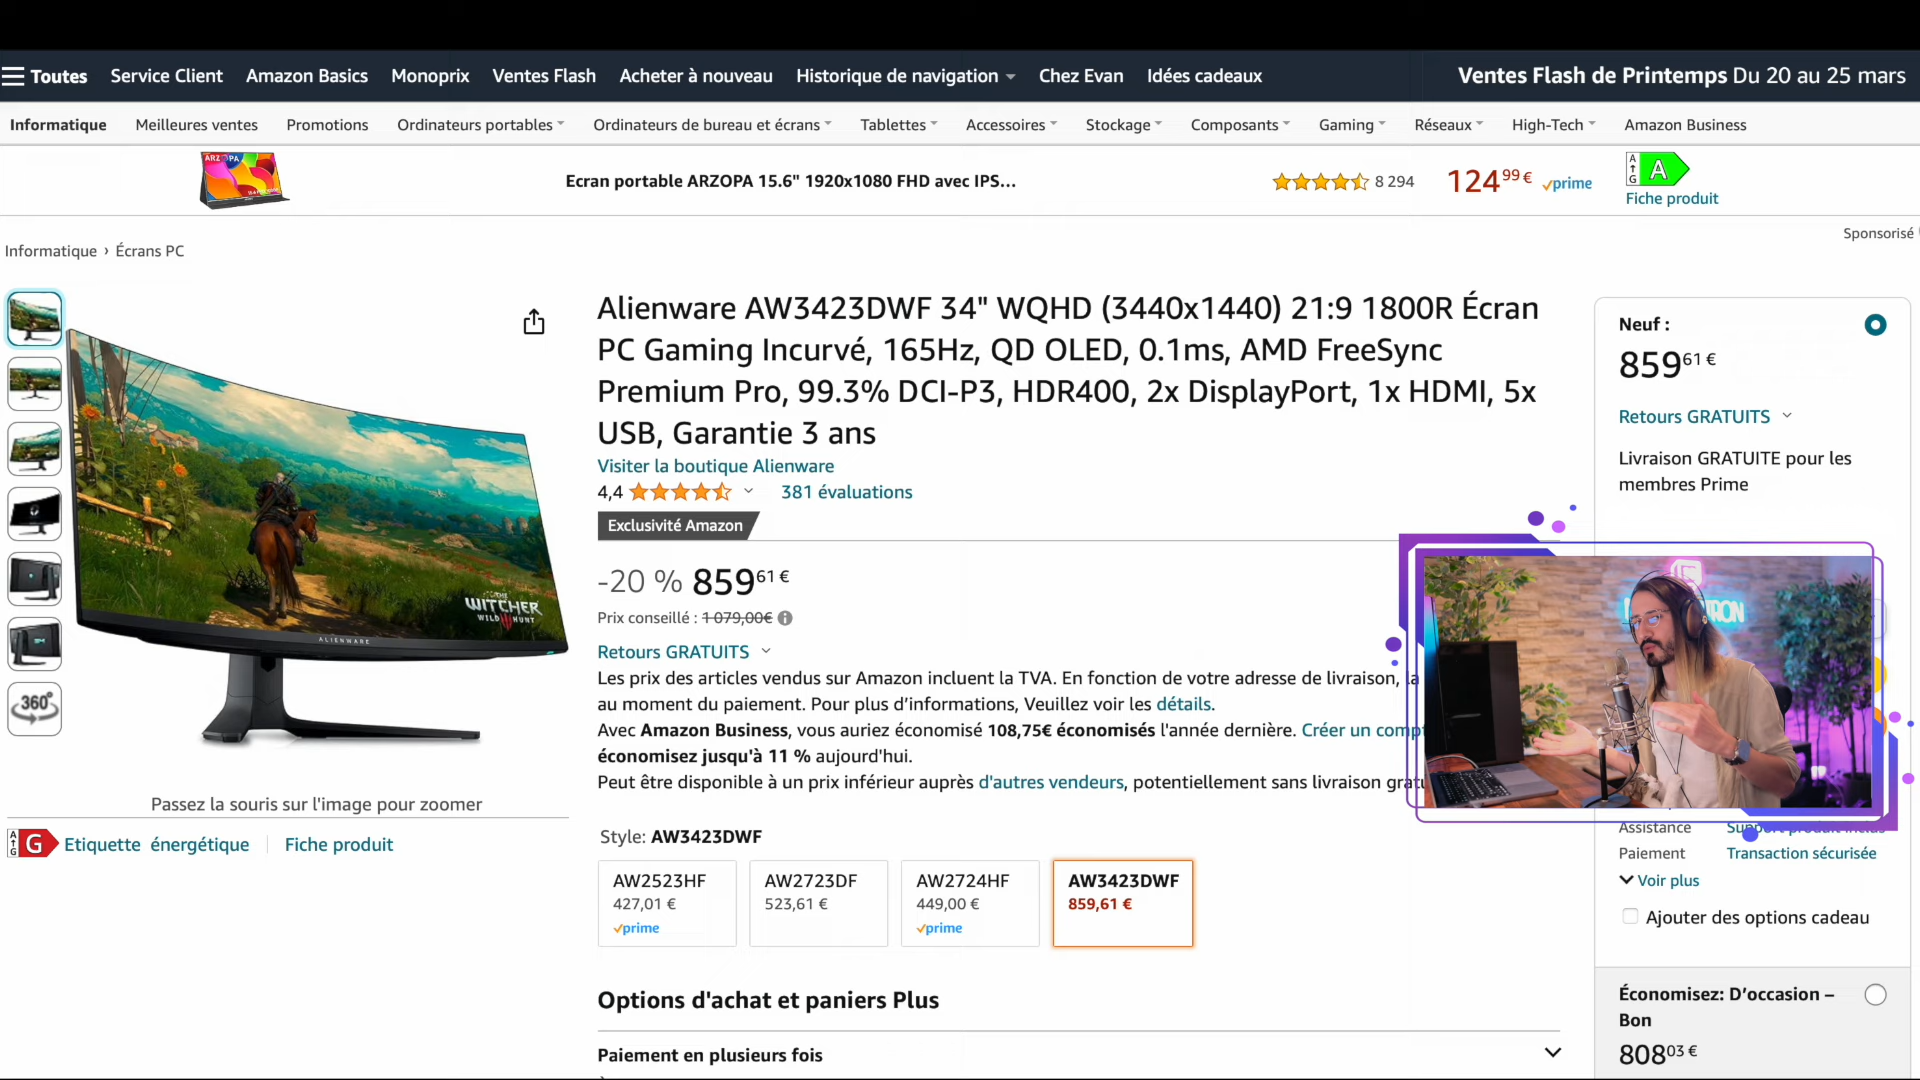 Toutes Service Client Amazon Basics Monoprix Ventes Flash Acheter à nouveau Historique de navigation Chez Evan Idées cadeaux Ventes Flash de Printemps Du 20 au 25 mars
Informatique Meilleures ventes Promotions Ordinateurs portables Ordinateurs de bureau et écrans Tablettes Accessoires Stockage Composants Gaming Réseaux High-Tech Amazon Business
Ecran portable ARZOPA 15.6" 1920x1080 FHD avec IPS... 8 294 124,99 € prime A
Fiche produit
Sponsorisé
Informatique › Écrans PC
Alienware AW3423DWF 34" WQHD (3440x1440) 21:9 1800R Écran
PC Gaming Incurvé, 165Hz, QD OLED, 0.1ms, AMD FreeSync
Premium Pro, 99.3% DCI-P3, HDR400, 2x DisplayPort, 1x HDMI, 5x
USB, Garantie 3 ans
Visiter la boutique Alienware
4,4 381 évaluations
Exclusivité Amazon
-20 % 859 61 €
Prix conseillé : 1 079,00€
Retours GRATUITS
Les prix des articles vendus sur Amazon incluent la TVA. En fonction de votre adresse de livraison, la
au moment du paiement. Pour plus d'informations, Veuillez voir les détails.
Avec Amazon Business, vous auriez économisé 108,75€ économisés l'année dernière. Créer un compt
économisez jusqu'à 11 % aujourd'hui.
Peut être disponible à un prix inférieur auprès d'autres vendeurs, potentiellement sans livraison gratu
Style: AW3423DWF
AW2523HF
427,01 €
prime
AW2723DF
523,61 €
AW2724HF
449,00 €
prime
AW3423DWF
859,61 €
Options d'achat et paniers Plus
Paiement en plusieurs fois
THE WITCHER
WILD HUNT
ALIENWARE
360°
Passez la souris sur l'image pour zoomer
G Etiquette énergétique Fiche produit
Neuf :
859 61 €
Retours GRATUITS
Livraison GRATUITE pour les
membres Prime
Assistance Support produit inclus
Paiement Transaction sécurisée
Voir plus
Ajouter des options cadeau
Économisez: D'occasion –
Bon
808 03 €